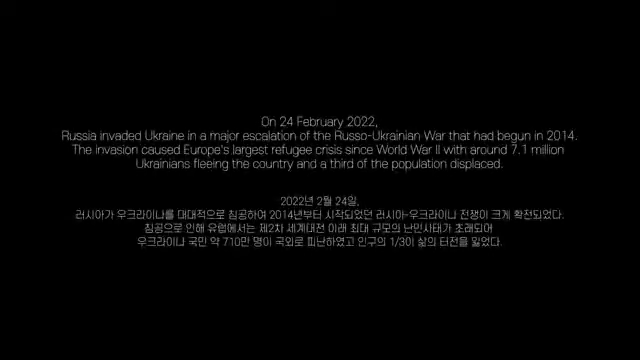 On 24 February 2022,
Russia invaded Ukraine in a major escalation of the Russo-Ukrainian War that had begun in 2014.
The invasion caused Europe's largest refugee crisis since World War II with around 7.1 million
Ukrainians fleeing the country and a third of the population displaced.
2022년 2월 24일,
러시아가 우크라이나를 대대적으로 침공하여 2014년부터 시작되었던 러시아-우크라이나 전쟁이 크게 확전되었다.
침공으로 인해 유럽에서는 제2차 세계대전 이래 최대 규모의 난민사태가 초래되어
우크라이나 국민 약 710만 명이 국외로 피난하였고 인구의 1/3이 삶의 터전을 잃었다.